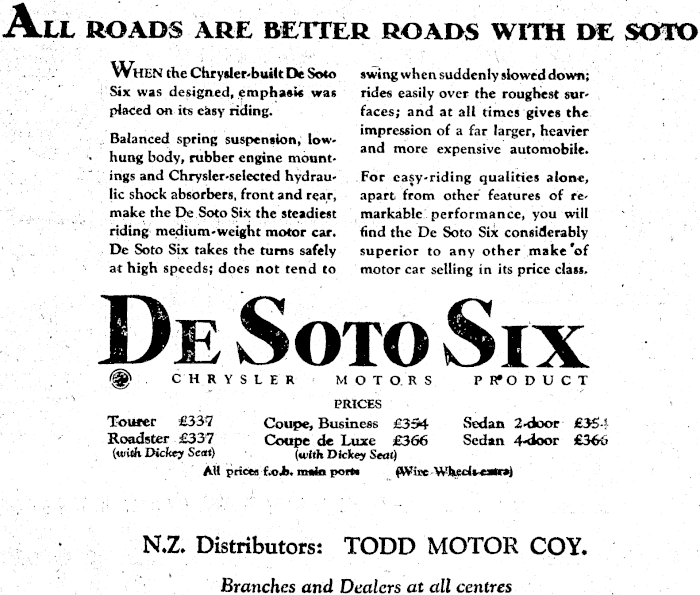 ALL ROADS ARE BETTER ROADS WITH DE SOTO
WHEN the Chrysler-built De Soto
Six was designed, emphasis was
placed on its easy riding.
Balanced spring suspension, low-
hung body, rubber engine mount-
ings and Chrysler-selected hydrau-
lic shock absorbers, front and rear,
make the De Soto Six the steadiest
riding medium-weight motor car.
De Soto Six takes the turns safely
at high speeds; does not tend to
swing when suddenly slowed down;
rides easily over the roughest sur-
faces; and at all times gives the
impression of a far larger, heavier
and more expensive automobile.
For easy-riding qualities alone,
apart from other features of re-
markable performance, you will
find the De Soto Six considerably
superior to any other make of
motor car selling in its price class.
DE SOTO SIX
CHRYSLER MOTORS PRODUCT
PRICES
Tourer £337
Roadster £337
(with Dickey Seat)
Coupe, Business £354
Coupe de Luxe £366
(with Dickey Seat)
Sedan 2-door
Sedan 4-door £366
All prices f.o.b. main ports (Wire Wheels extra)
N.Z. Distributors: TODD MOTOR COY.
Branches and Dealers at all centres